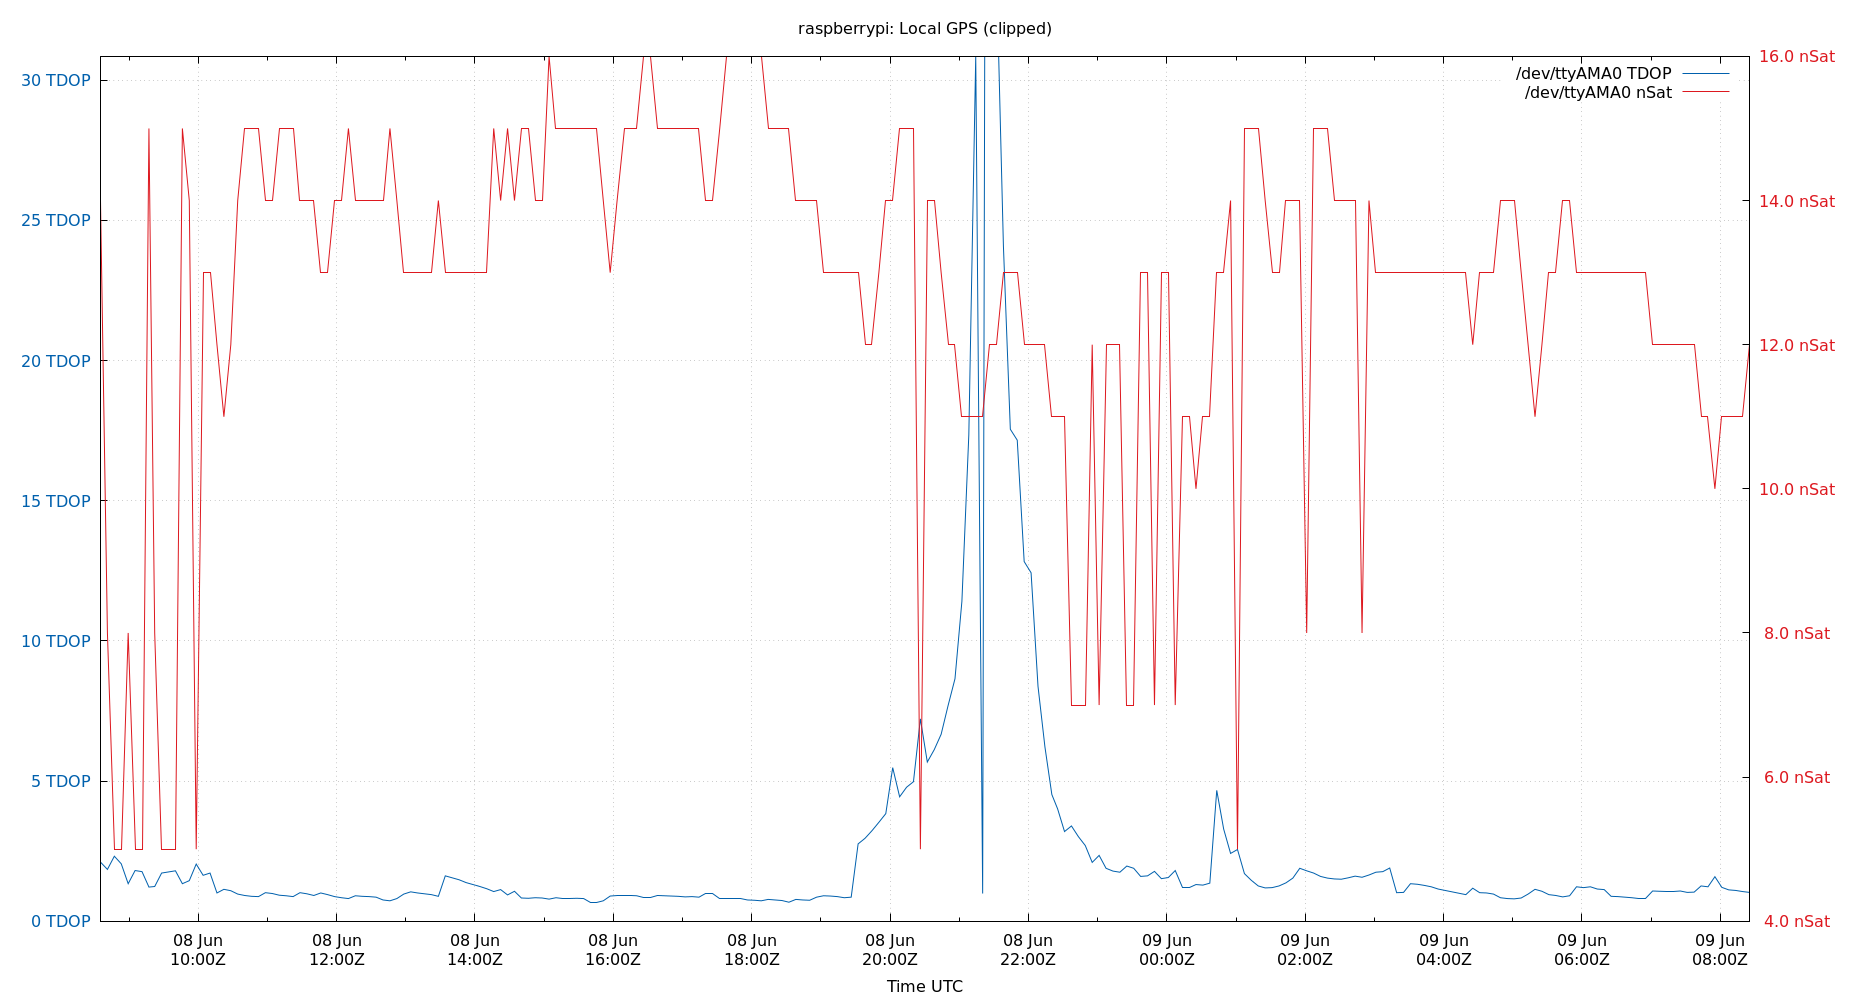 raspberrypi: Local GPS (clipped)
/dev/ttyAMA0 TDOP
/dev/ttyAMA0 nSat
30 TDOP
25 TDOP
20 TDOP
15 TDOP
10 TDOP
5 TDOP
0 TDOP
16.0 nSat
14.0 nSat
12.0 nSat
10.0 nSat
8.0 nSat
6.0 nSat
4.0 nSat
08 Jun 08 Jun 08 Jun 08 Jun 08 Jun 08 Jun 08 Jun 09 Jun 09 Jun 09 Jun 09 Jun 09 Jun
10:00Z 12:00Z 14:00Z 16:00Z 18:00Z 20:00Z 22:00Z 00:00Z 02:00Z 04:00Z 06:00Z 08:00Z
Time UTC